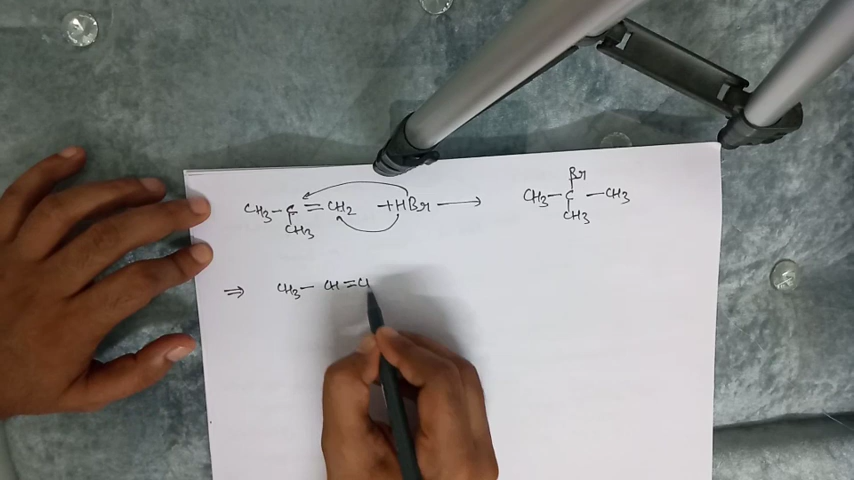 Br
CH3-C=CH2 +HBr → CH3-C-CH3
CH3 CH3
⇒ CH3-CH=CH